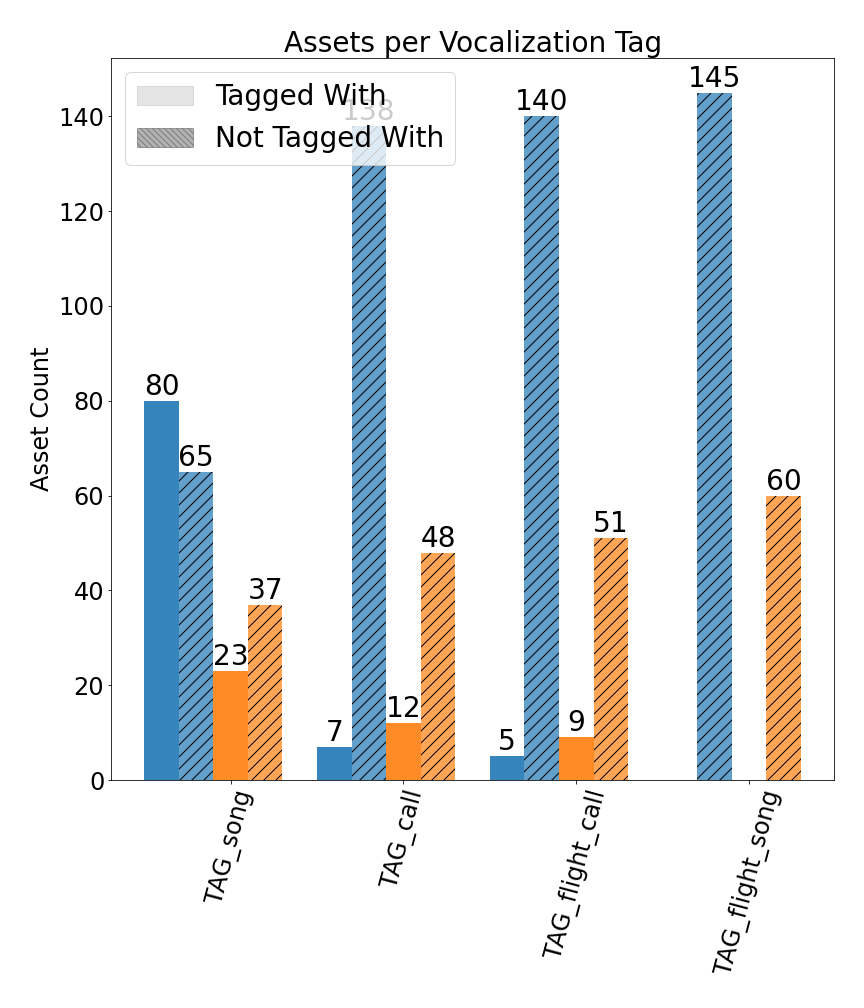 Assets per Vocalization Tag
Tagged With
Not Tagged With
138
140
145
140
120
100
80
60
40
20
0
Asset Count
80
65
23
37
7
12
48
5
9
51
60
TAG_song
TAG_call
TAG_flight_call
TAG_flight_song